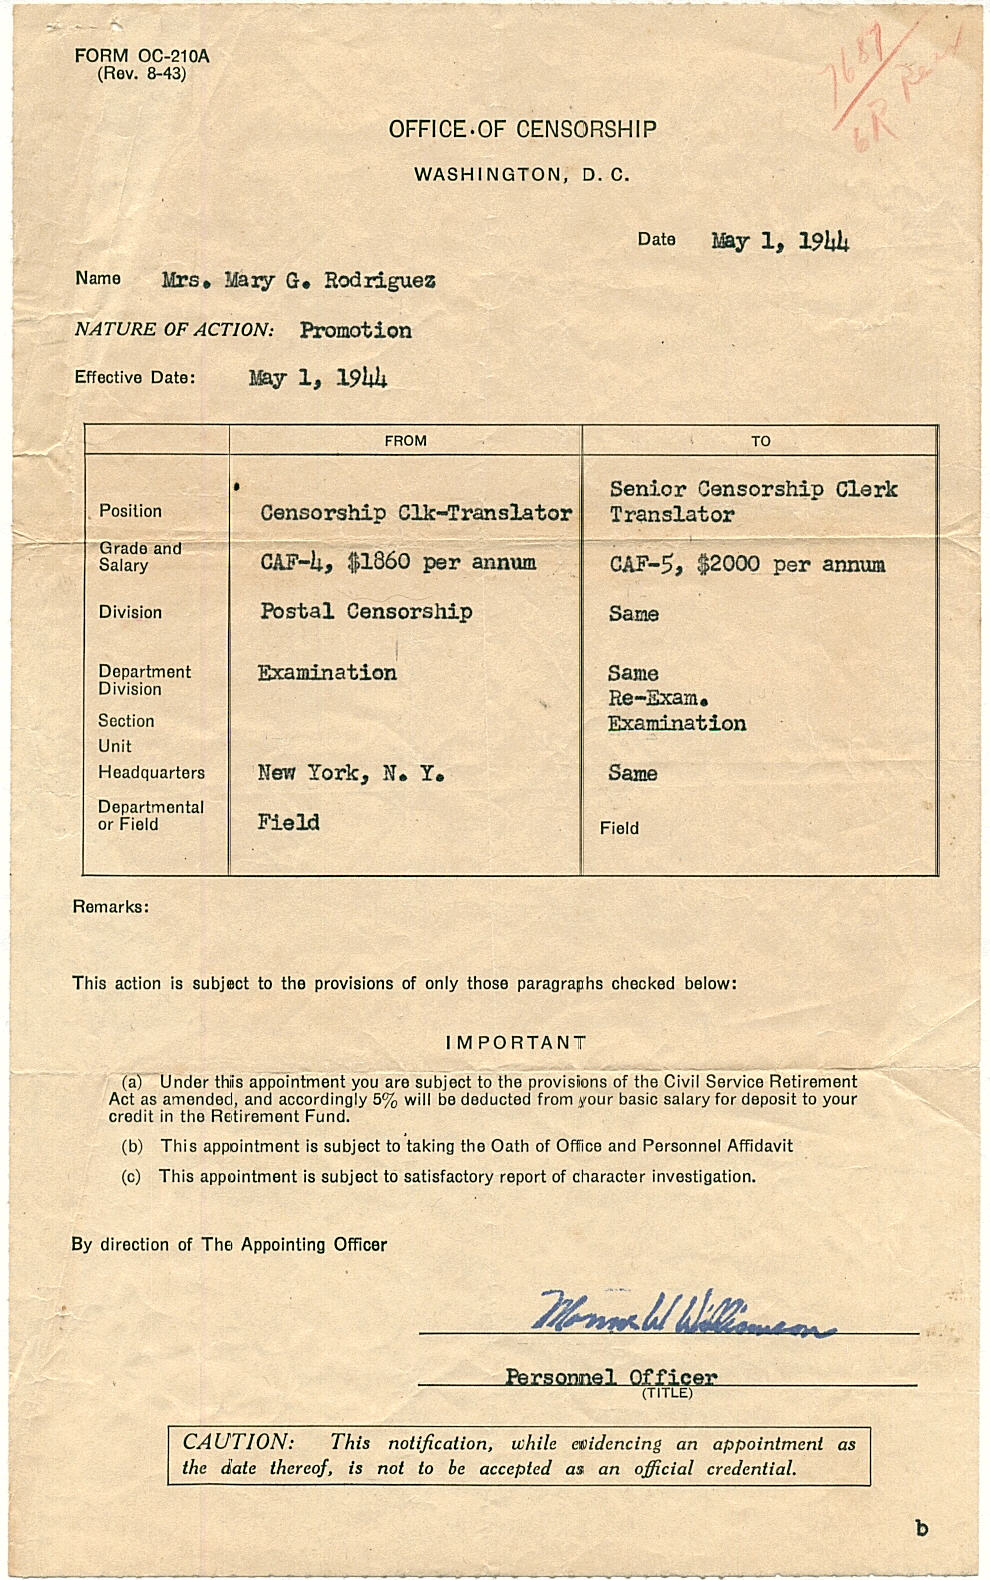 FORM OC-210A
(Rev. 8-43)
7687
6R
OFFICE OF CENSORSHIP
WASHINGTON, D. C.
Date May 1, 1944
Name Mrs. Mary G. Rodriguez
NATURE OF ACTION: Promotion
Effective Date: May 1, 1944
FROM TO
Position Censorship Clk-Translator Senior Censorship Clerk
Translator
Grade and
Salary CAF-4, $1860 per annum CAF-5, $2000 per annum
Division Postal Censorship Same
Department
Division Examination Same
Re-Exam.
Section Examination
Unit
Headquarters New York, N. Y. Same
Departmental
or Field Field Field
Remarks:
This action is subject to the provisions of only those paragraphs checked below:
IMPORTANT
(a) Under this appointment you are subject to the provisions of the Civil Service Retirement
Act as amended, and accordingly 5% will be deducted from your basic salary for deposit to your
credit in the Retirement Fund.
(b) This appointment is subject to taking the Oath of Office and Personnel Affidavit
(c) This appointment is subject to satisfactory report of character investigation.
By direction of The Appointing Officer
W Williamson
Personnel Officer
(TITLE)
CAUTION: This notification, while evidencing an appointment as
the date thereof, is not to be accepted as an official credential.
b